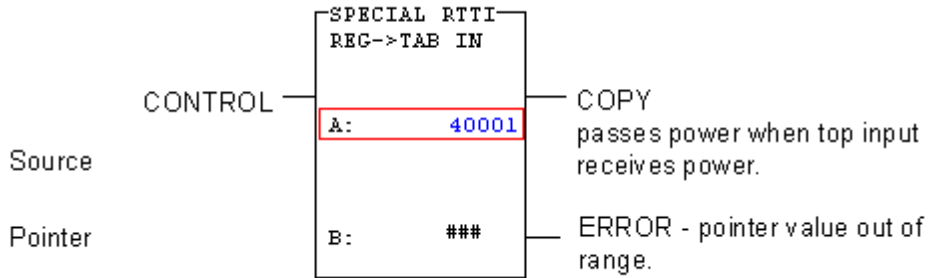 SPECIAL RTTI
REG->TAB IN
CONTROL
COPY
passes power when top input
receives power.
A: 40001
Source
Pointer
B: ###
ERROR - pointer value out of
range.